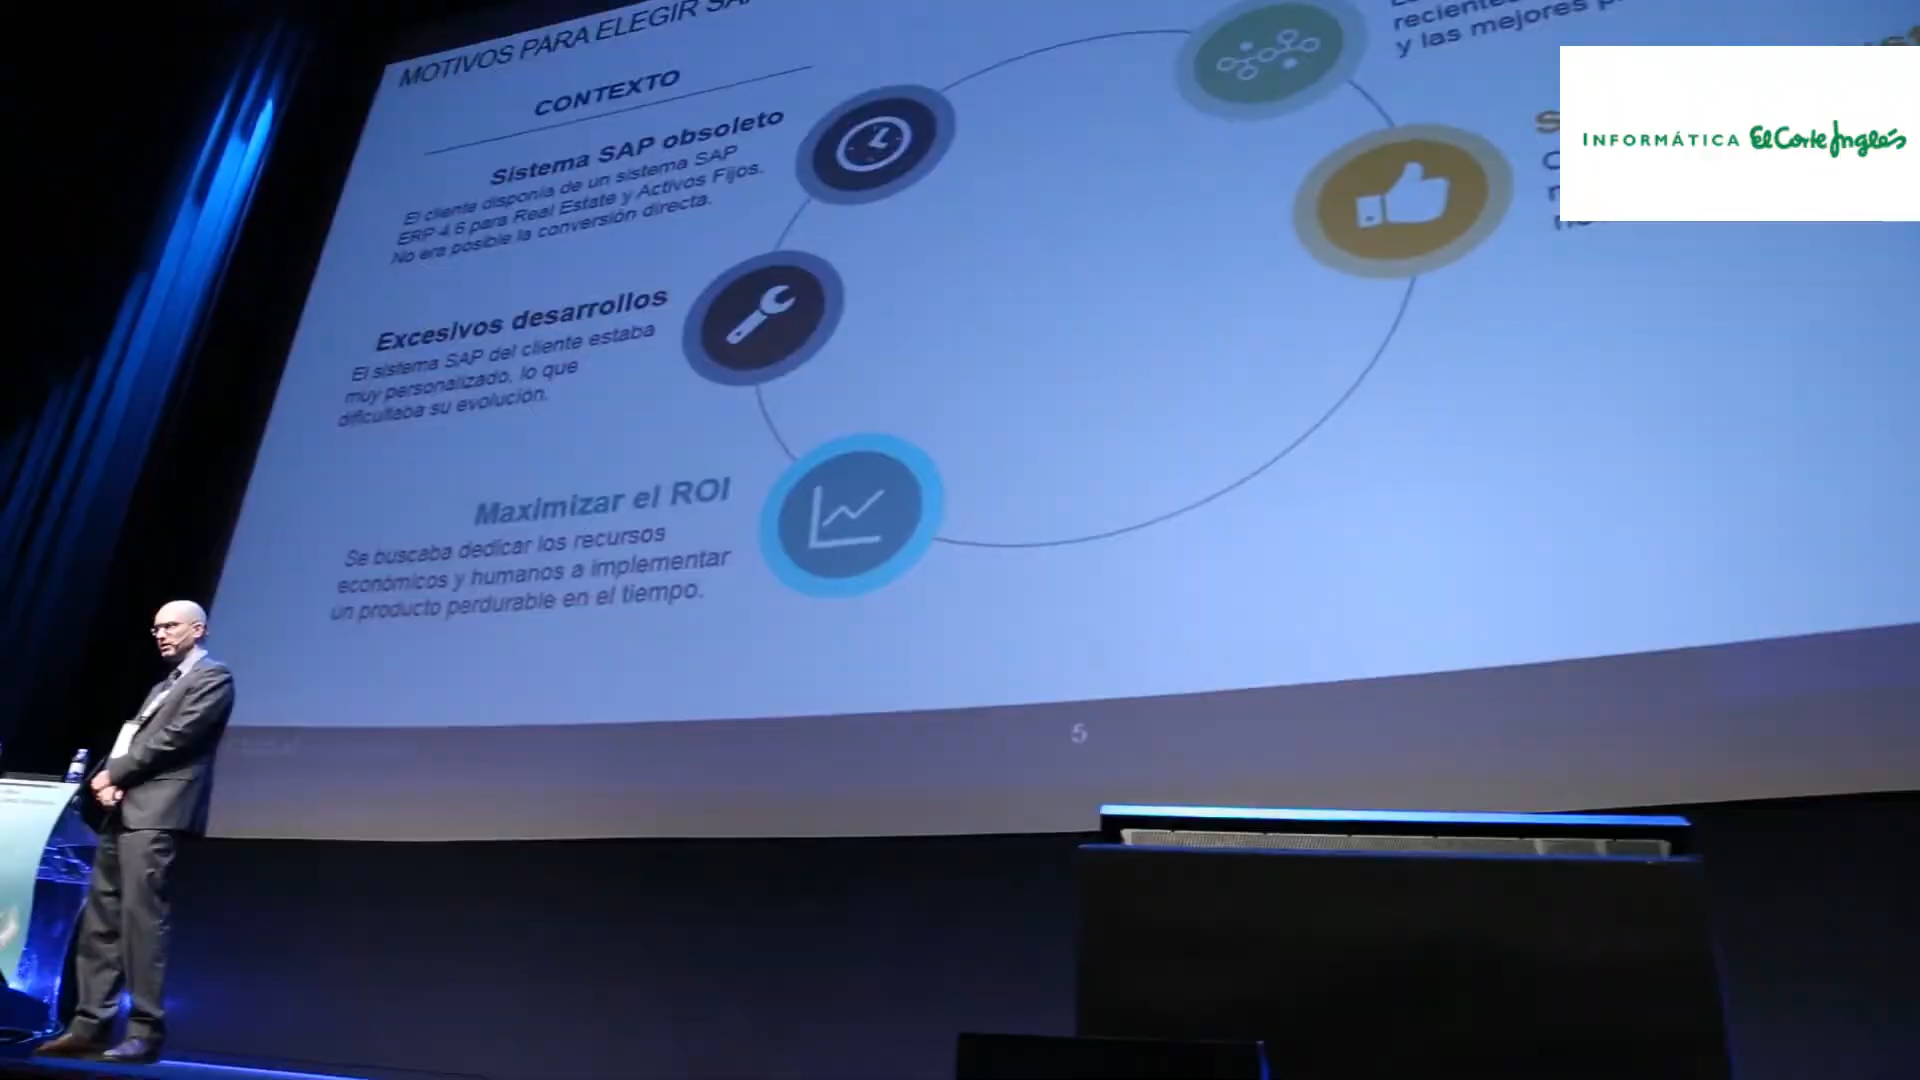 MOTIVOS PARA ELEGIR
CONTEXTO
Sistema SAP obsoleto
El cliente disponía de un sistema SAP
ERP 4.6 para Real Estate y Activos Fijos.
No era posible la conversión directa.
Excesivos desarrollos
El sistema SAP del cliente estaba
muy personalizado, lo que
dificultaba su evolución.
Maximizar el ROI
Se buscaba dedicar los recursos
económicos y humanos a implementar
un producto perdurable en el tiempo.
y las mejores
INFORMÁTICA El Corte Inglés
5